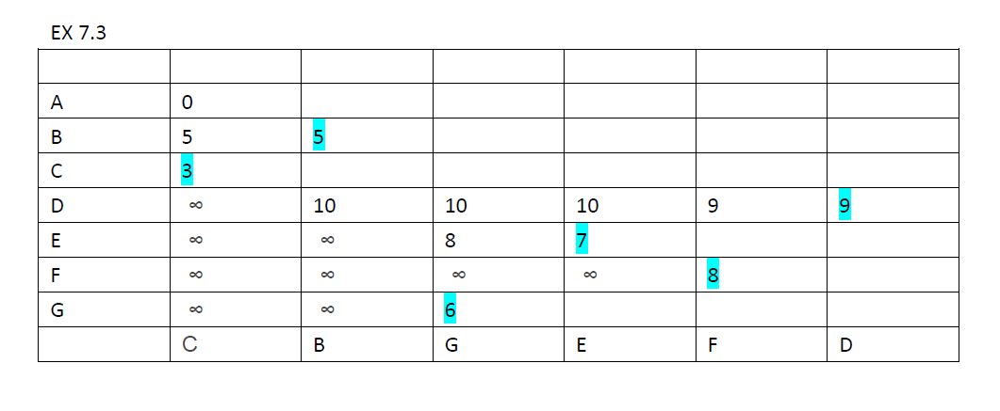 EX 7.3
A 0
B 5 5
C 3
D ∞ 10 10 10 9 9
E ∞ ∞ 8 7
F ∞ ∞ ∞ ∞ 8
G ∞ ∞ 6
C B G E F D